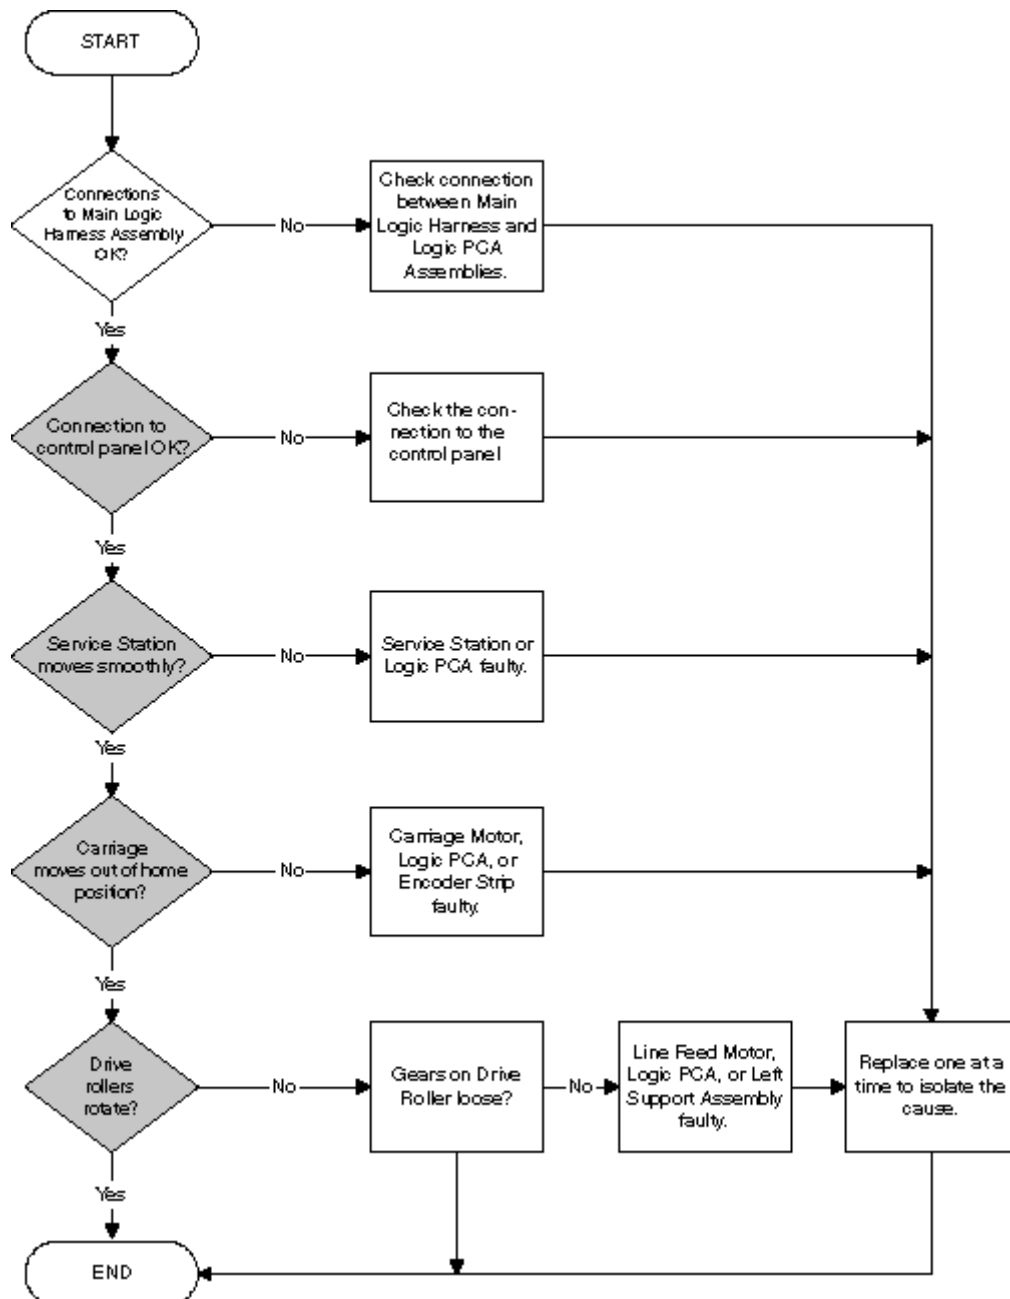 START
Connections
to Main Logic
Harness Assembly
OK?
No
Check connection
between Main
Logic Harness and
Logic PCA
Assemblies.
Yes
Connection to
control panel OK?
No
Check the con-
nection to the
control panel
Yes
Service Station
moves smoothly?
No
Service Station or
Logic PCA faulty.
Yes
Carriage
moves out of home
position?
No
Carriage Motor,
Logic PCA, or
Encoder Strip
faulty.
Yes
Drive
rollers
rotate?
No
Gears on Drive
Roller loose?
No
Line Feed Motor,
Logic PCA, or Left
Support Assembly
faulty.
Replace one at a
time to isolate the
cause.
Yes
END